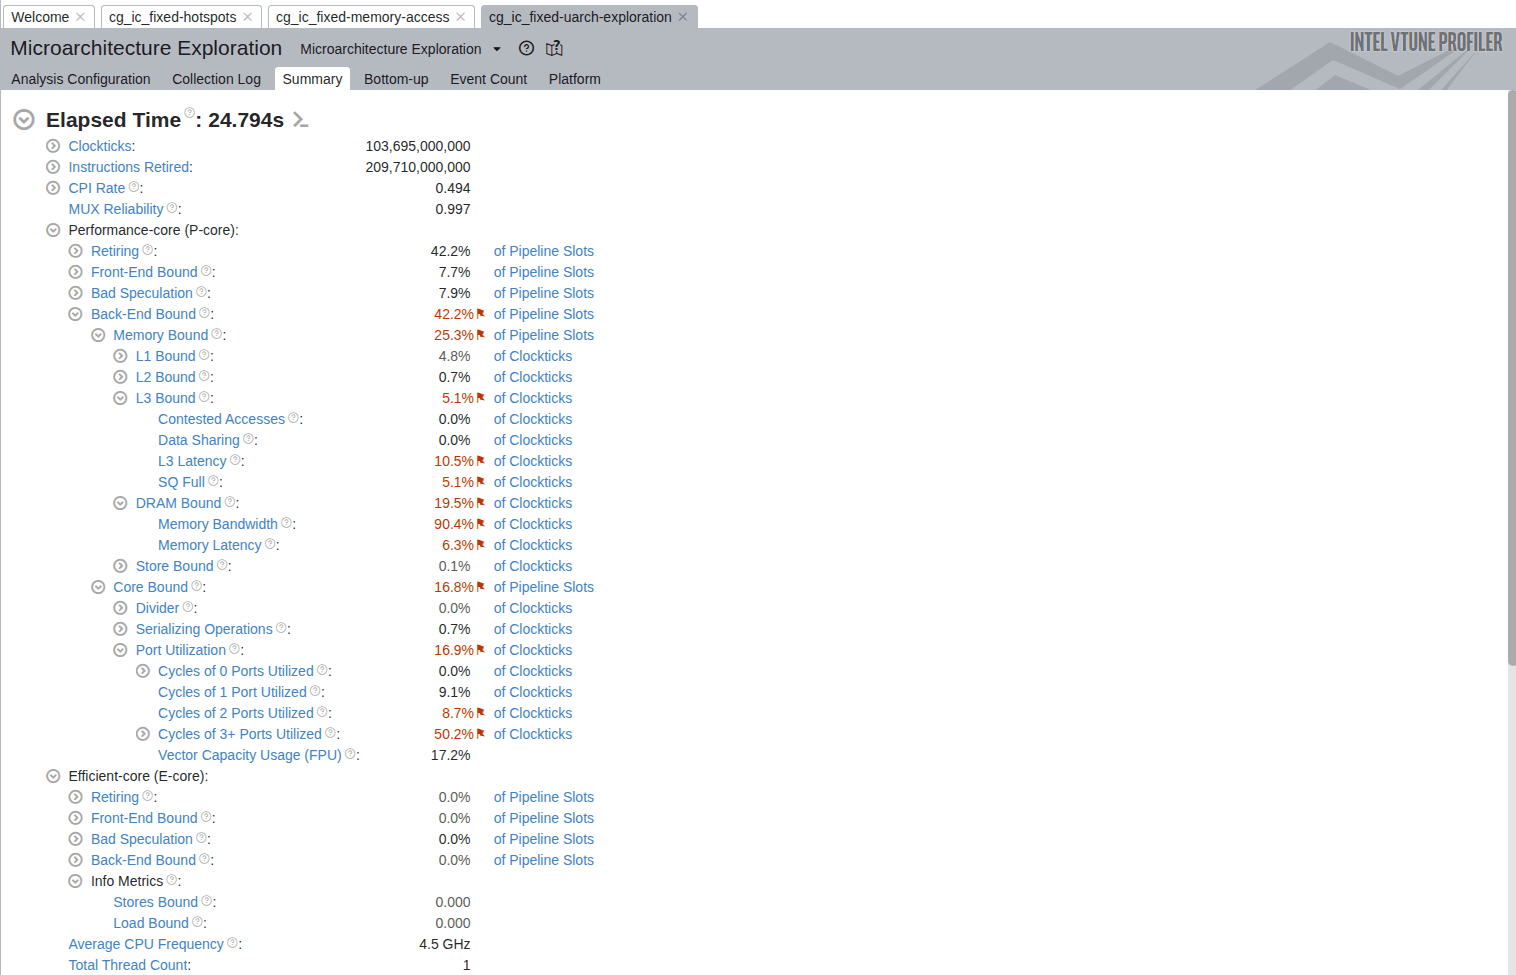 Welcome cg_ic_fixed-hotspots cg_ic_fixed-memory-access cg_ic_fixed-uarch-exploration
Microarchitecture Exploration Microarchitecture Exploration INTEL VTUNE PROFILER
Analysis Configuration Collection Log Summary Bottom-up Event Count Platform
Elapsed Time: 24.794s
Clockticks: 103,695,000,000
Instructions Retired: 209,710,000,000
CPI Rate: 0.494
MUX Reliability: 0.997
Performance-core (P-core):
Retiring: 42.2% of Pipeline Slots
Front-End Bound: 7.7% of Pipeline Slots
Bad Speculation: 7.9% of Pipeline Slots
Back-End Bound: 42.2% of Pipeline Slots
Memory Bound: 25.3% of Pipeline Slots
L1 Bound: 4.8% of Clockticks
L2 Bound: 0.7% of Clockticks
L3 Bound: 5.1% of Clockticks
Contested Accesses: 0.0% of Clockticks
Data Sharing: 0.0% of Clockticks
L3 Latency: 10.5% of Clockticks
SQ Full: 5.1% of Clockticks
DRAM Bound: 19.5% of Clockticks
Memory Bandwidth: 90.4% of Clockticks
Memory Latency: 6.3% of Clockticks
Store Bound: 0.1% of Clockticks
Core Bound: 16.8% of Pipeline Slots
Divider: 0.0% of Clockticks
Serializing Operations: 0.7% of Clockticks
Port Utilization: 16.9% of Clockticks
Cycles of 0 Ports Utilized: 0.0% of Clockticks
Cycles of 1 Port Utilized: 9.1% of Clockticks
Cycles of 2 Ports Utilized: 8.7% of Clockticks
Cycles of 3+ Ports Utilized: 50.2% of Clockticks
Vector Capacity Usage (FPU): 17.2%
Efficient-core (E-core):
Retiring: 0.0% of Pipeline Slots
Front-End Bound: 0.0% of Pipeline Slots
Bad Speculation: 0.0% of Pipeline Slots
Back-End Bound: 0.0% of Pipeline Slots
Info Metrics:
Stores Bound: 0.000
Load Bound: 0.000
Average CPU Frequency: 4.5 GHz
Total Thread Count: 1